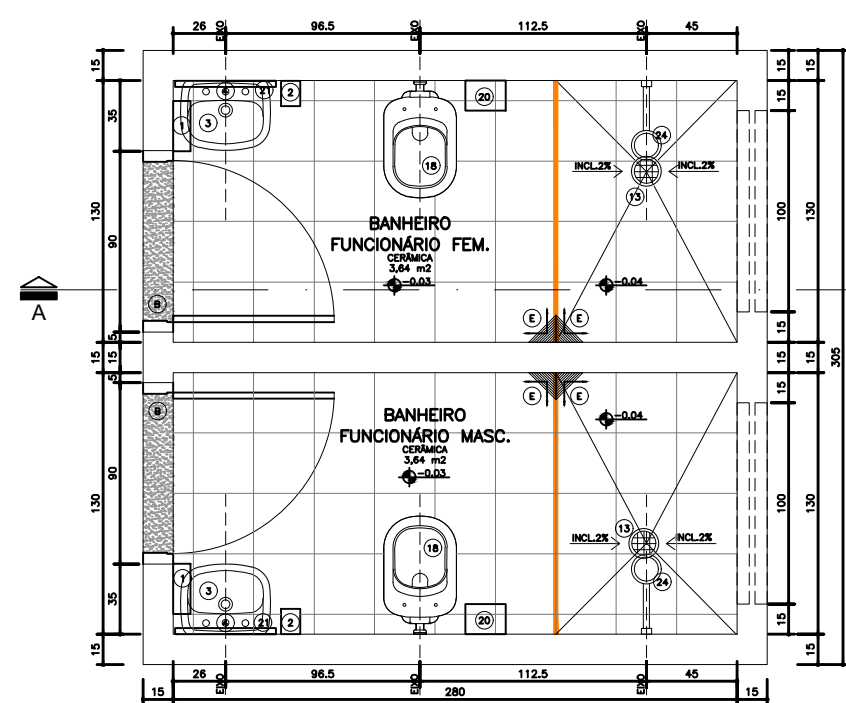 26 96.5 112.5 45
EIXO EIXO EIXO
15 15
35 1 3 4 21 2 20 24
18 INCL.2% INCL.2%
13
130 90 100 130
BANHEIRO
FUNCIONÁRIO FEM.
CERÂMICA
3,64 m2
-0.03 -0.04
A
B E E
5 15
15 15 15 305
5 15
B E E
BANHEIRO
FUNCIONÁRIO MASC.
CERÂMICA
3,64 m2
-0.04
-0.03
130 90 100 130
18 13
INCL.2% INCL.2%
35 1 3 24
4 21 2 20 15
15 15
26 96.5 112.5 45
EIXO EIXO EIXO
15 280 15